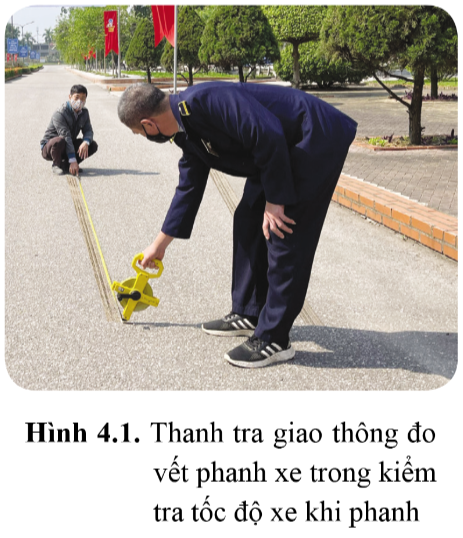 Hình 4.1. Thanh tra giao thông đo
vết phanh xe trong kiểm
tra tốc độ xe khi phanh